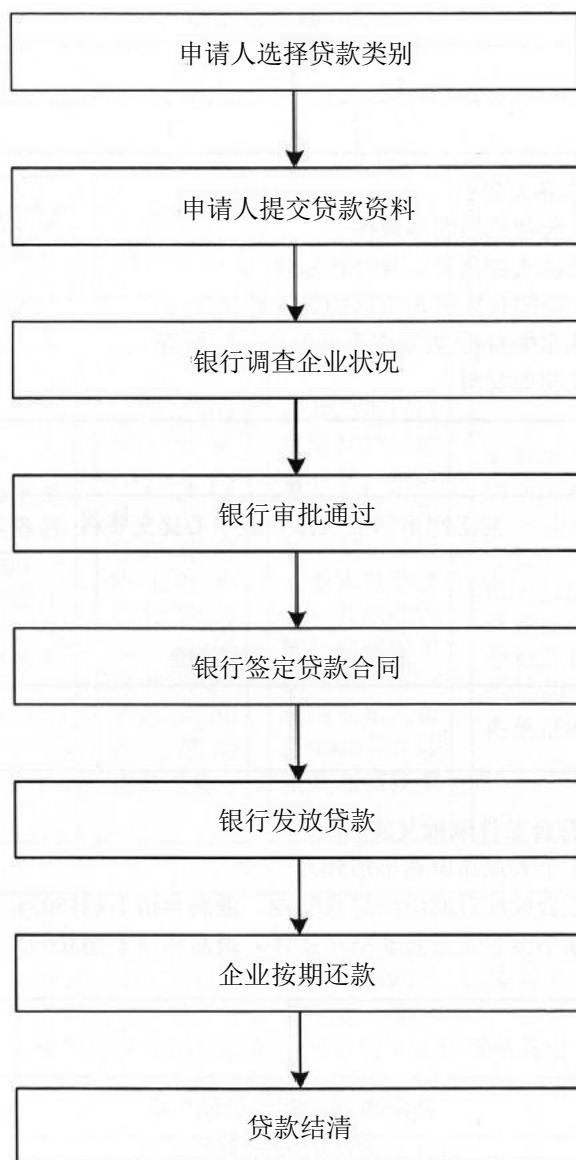 申请人选择贷款类别
申请人提交贷款资料
银行调查企业状况
银行审批通过
银行签定贷款合同
银行发放贷款
企业按期还款
贷款结清